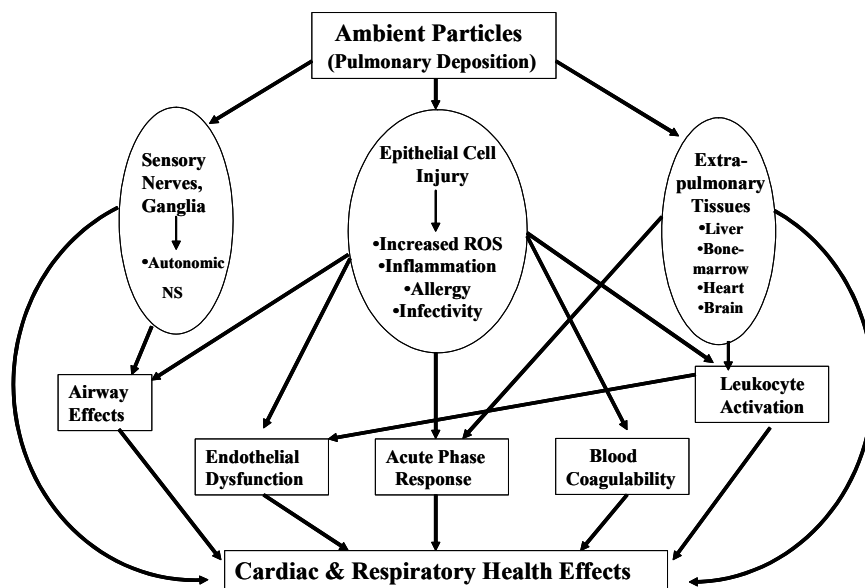 Ambient Particles
(Pulmonary Deposition)
Sensory
Nerves,
Ganglia
•Autonomic
NS
Epithelial Cell
Injury
•Increased ROS
•Inflammation
•Allergy
•Infectivity
Extra-
pulmonary
Tissues
•Liver
•Bone-
marrow
•Heart
•Brain
Airway
Effects
Leukocyte
Activation
Endothelial
Dysfunction
Acute Phase
Response
Blood
Coagulability
Cardiac & Respiratory Health Effects